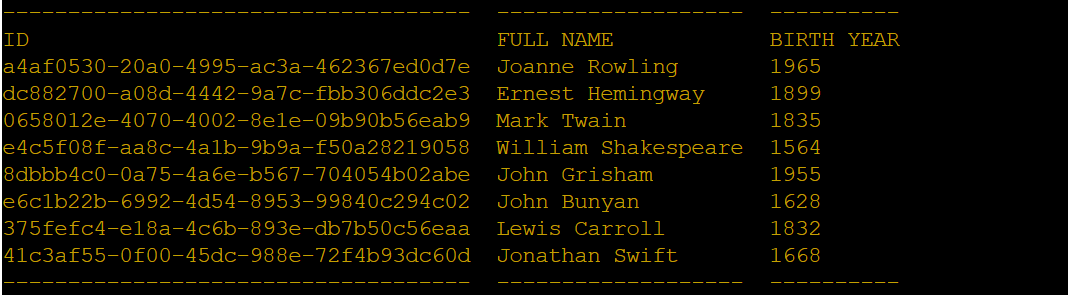 ------------------------------------  -------------------  ----------
ID                                    FULL NAME            BIRTH YEAR
a4af0530-20a0-4995-ac3a-462367ed0d7e  Joanne Rowling       1965
dc882700-a08d-4442-9a7c-fbb306ddc2e3  Ernest Hemingway     1899
0658012e-4070-4002-8e1e-09b90b56eab9  Mark Twain           1835
e4c5f08f-aa8c-4a1b-9b9a-f50a28219058  William Shakespeare  1564
8dbbb4c0-0a75-4a6e-b567-704054b02abe  John Grisham         1955
e6c1b22b-6992-4d54-8953-99840c294c02  John Bunyan          1628
375fefc4-e18a-4c6b-893e-db7b50c56eaa  Lewis Carroll        1832
41c3af55-0f00-45dc-988e-72f4b93dc60d  Jonathan Swift       1668
------------------------------------  -------------------  ----------